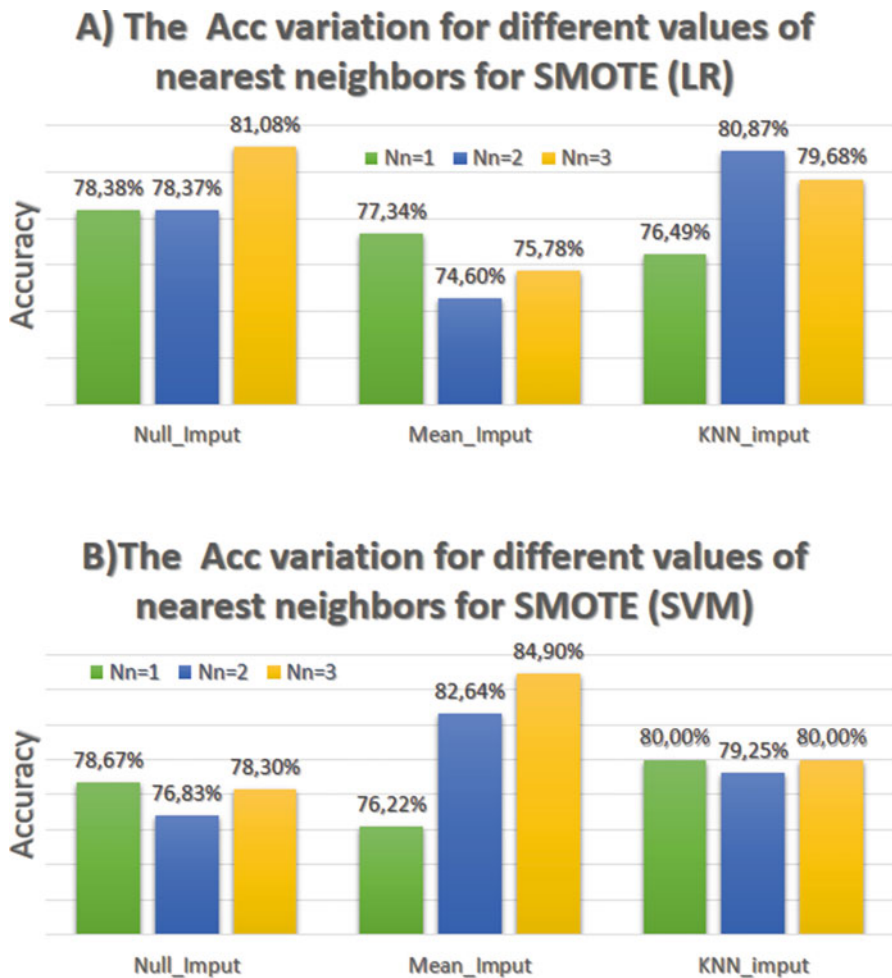 A) The Acc variation for different values of
nearest neighbors for SMOTE (LR)
81,08%
80,87%
Nn=1 Nn=2 Nn=3
79,68%
78,38% 78,37%
77,34%
76,49%
75,78%
74,60%
Accuracy
Null_Imput Mean_Imput KNN_imput
B)The Acc variation for different values of
nearest neighbors for SMOTE (SVM)
84,90%
Nn=1 Nn=2 Nn=3
82,64%
80,00% 79,25% 80,00%
78,67% 76,83% 78,30%
76,22%
Accuracy
Null_Imput Mean_Imput KNN_imput